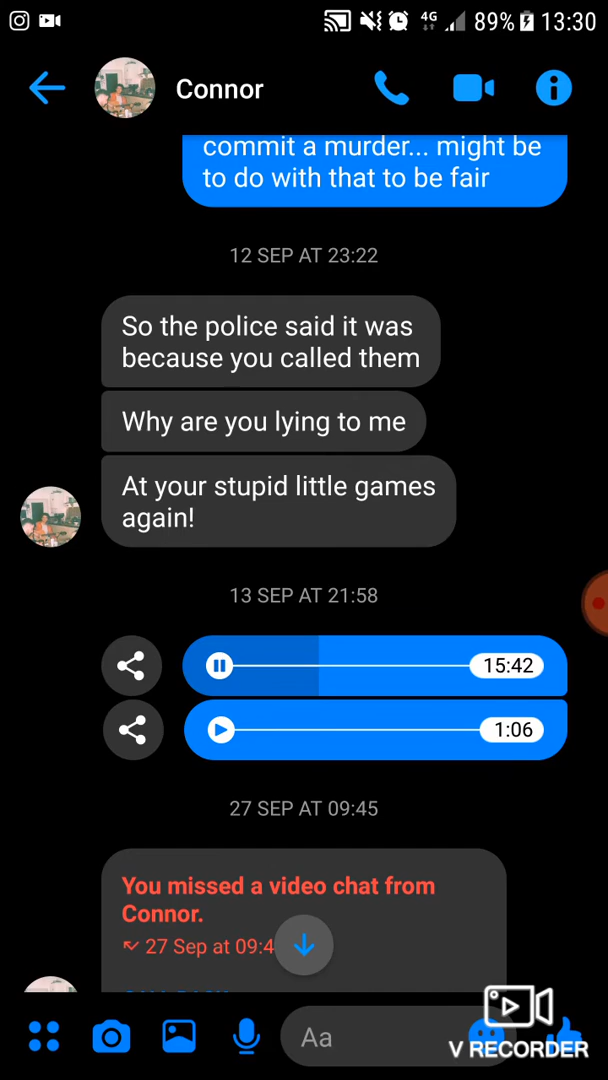 4G 89% 13:30
Connor
commit a murder... might be
to do with that to be fair
12 SEP AT 23:22
So the police said it was
because you called them
Why are you lying to me
At your stupid little games
again!
13 SEP AT 21:58
15:42
1:06
27 SEP AT 09:45
You missed a video chat from
Connor.
27 Sep at 09:4
Aa
V RECORDER